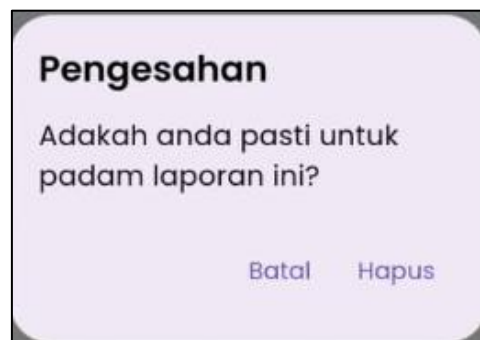 Pengesahan
Adakah anda pasti untuk
padam laporan ini?
Batal Hapus